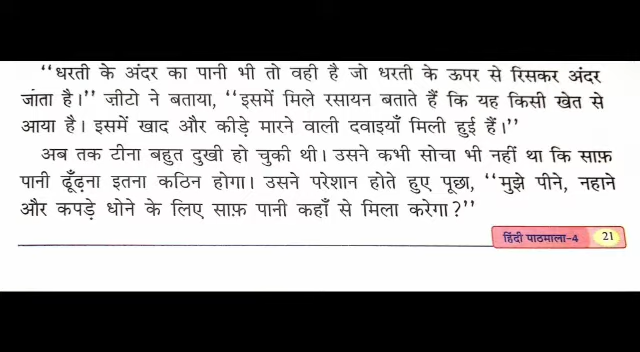 “धरती के अंदर का पानी भी तो वही है जो धरती के ऊपर से रिसकर अंदर
जाता है।” जीटो ने बताया, “इसमें मिले रसायन बताते हैं कि यह किसी खेत से
आया है। इसमें खाद और कीड़े मारने वाली दवाइयाँ मिली हुई हैं।”
अब तक टीना बहुत दुखी हो चुकी थी। उसने कभी सोचा भी नहीं था कि साफ़
पानी ढूँढ़ना इतना कठिन होगा। उसने परेशान होते हुए पूछा, “मुझे पीने, नहाने
और कपड़े धोने के लिए साफ़ पानी कहाँ से मिला करेगा?”
हिंदी पाठमाला-4 21